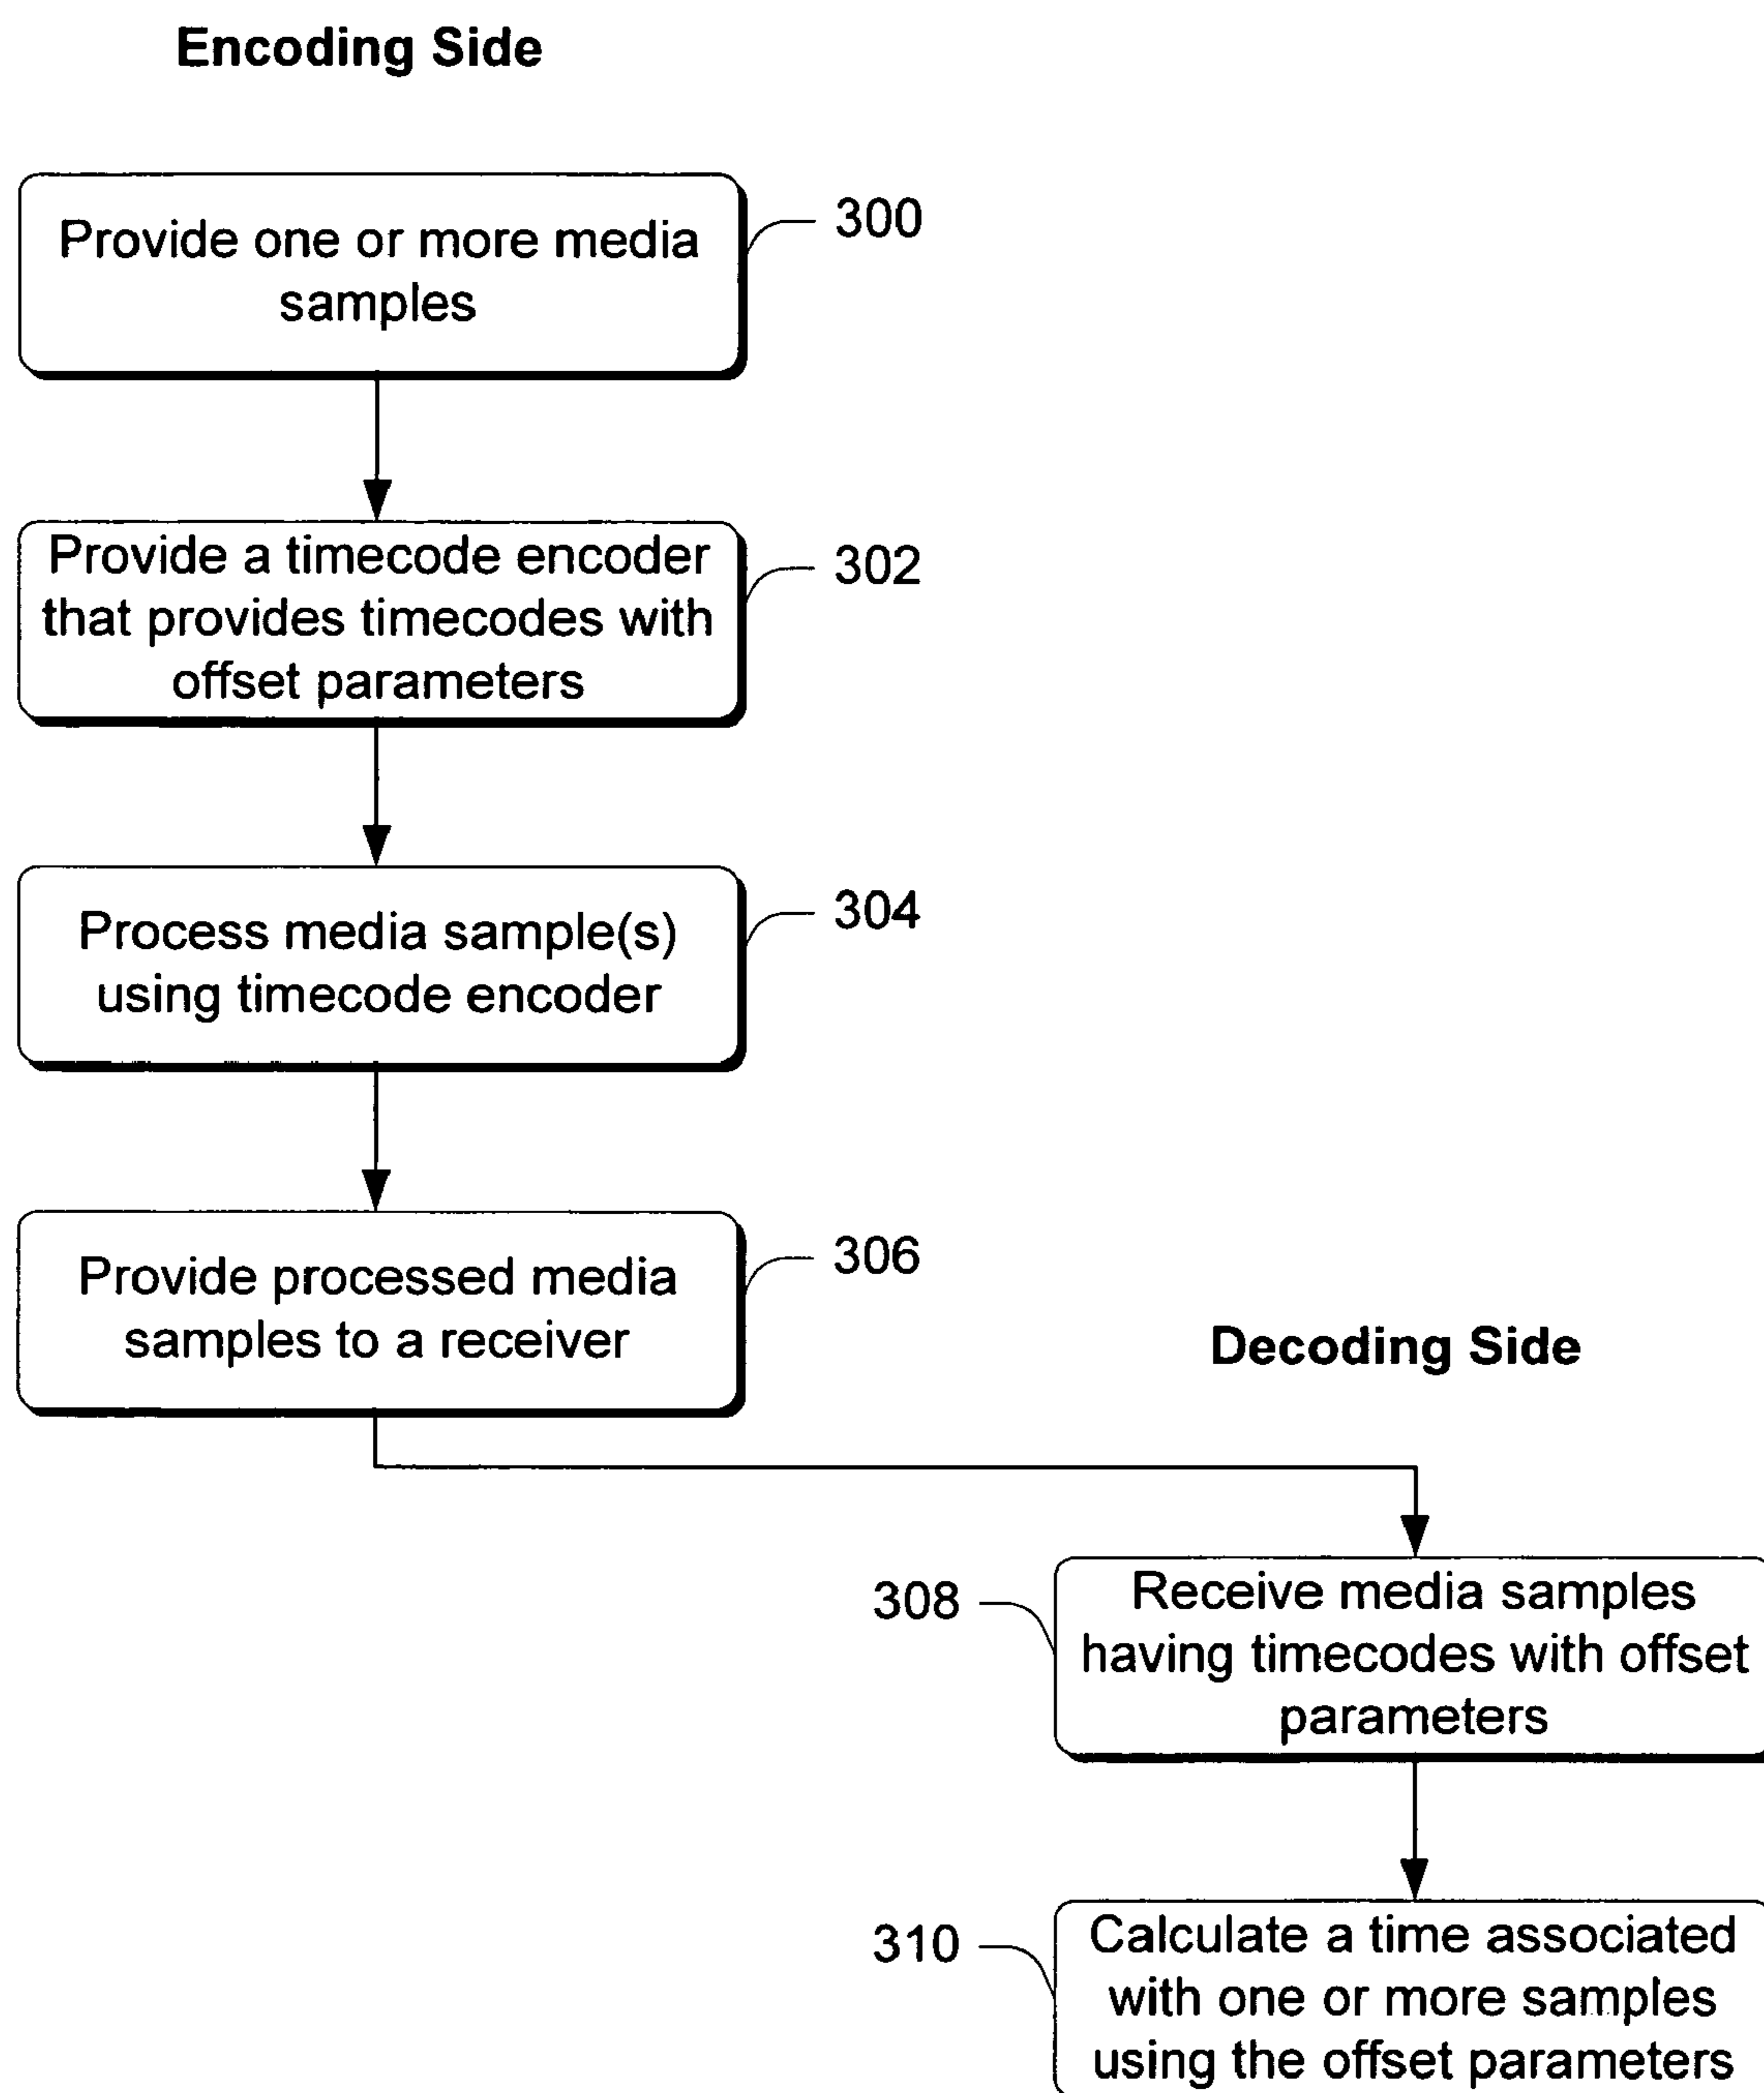 Encoding Side
Provide one or more media
samples
300
Provide a timecode encoder
that provides timecodes with
offset parameters
302
Process media sample(s)
using timecode encoder
304
Provide processed media
samples to a receiver
306
Decoding Side
308
Receive media samples
having timecodes with offset
parameters
310
Calculate a time associated
with one or more samples
using the offset parameters